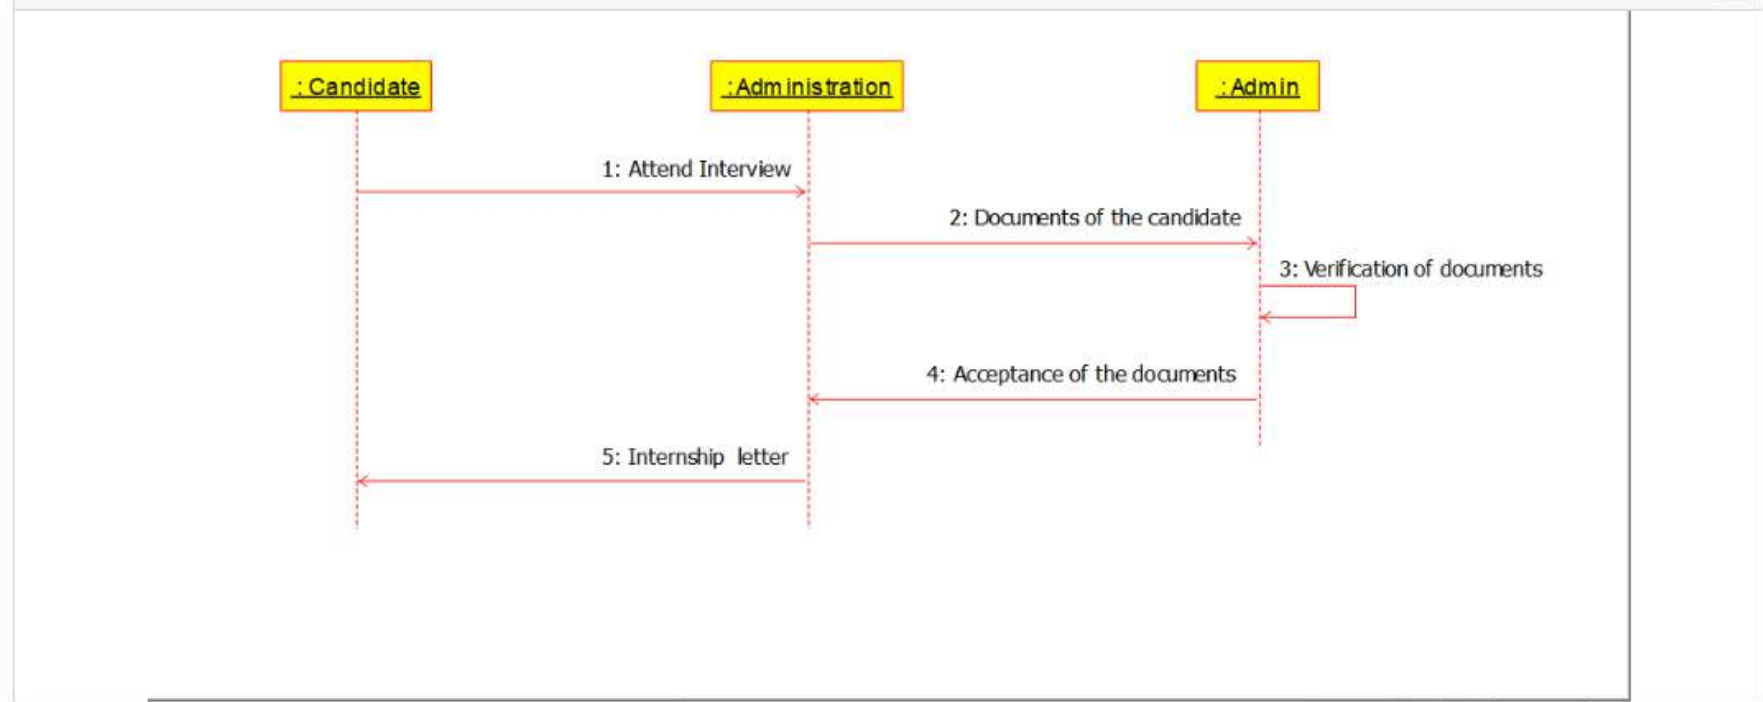 : Candidate
:Administration
:Admin
1: Attend Interview
2: Documents of the candidate
3: Verification of documents
4: Acceptance of the documents
5: Internship letter